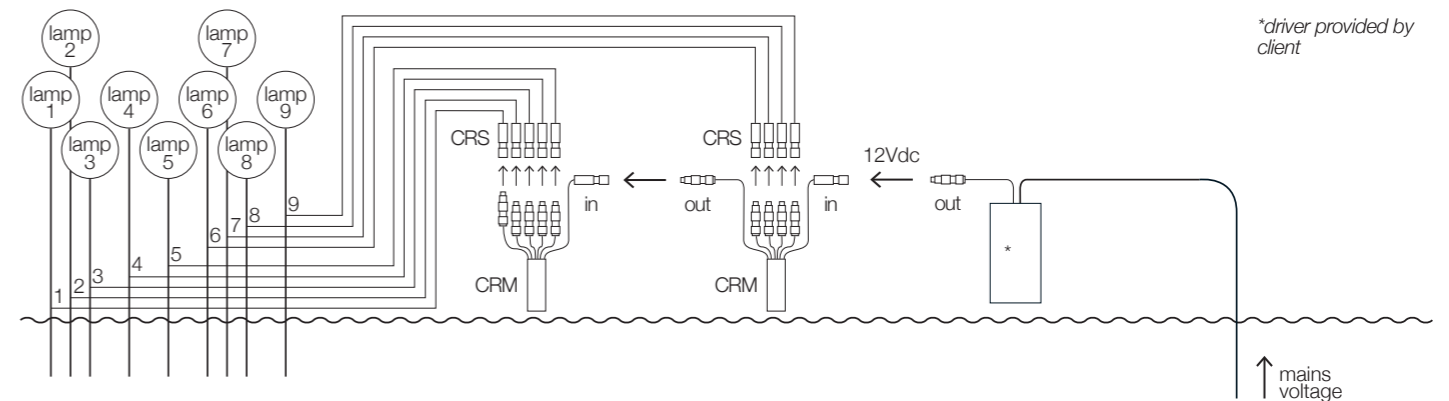 *driver provided by
client
lamp
2
lamp
7
lamp
1
lamp
4
lamp
6
lamp
9
lamp
3
lamp
5
lamp
8
CRS
CRS
12Vdc
in
out
in
out
9
8
7
6
5
4
3
2
1
*
CRM
CRM
mains
voltage